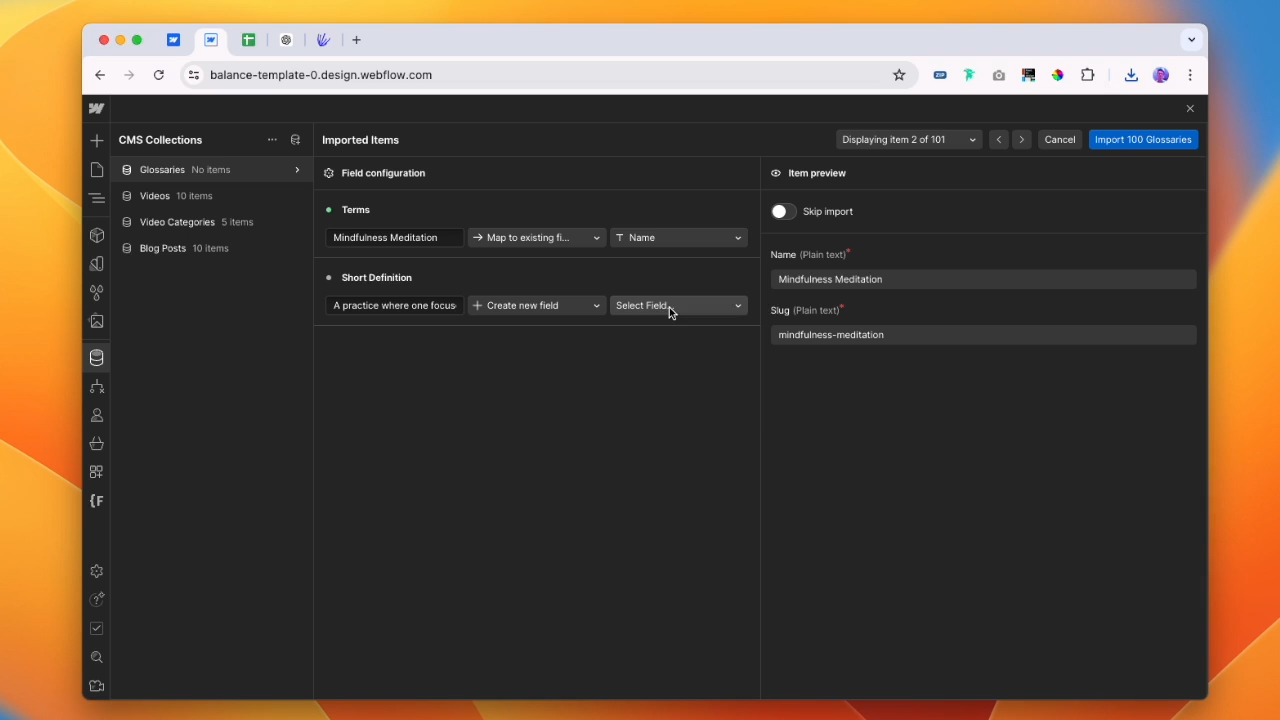 balance-template-0.design.webflow.com
CMS Collections
Imported Items
Displaying item 2 of 101
Cancel
Import 100 Glossaries
Glossaries No items
Videos 10 items
Video Categories 5 items
Blog Posts 10 items
Field configuration
Terms
Mindfulness Meditation
Map to existing fi...
Name
Short Definition
A practice where one focus
Create new field
Select Field
Item preview
Skip import
Name (Plain text)*
Mindfulness Meditation
Slug (Plain text)*
mindfulness-meditation
{F
ZIP